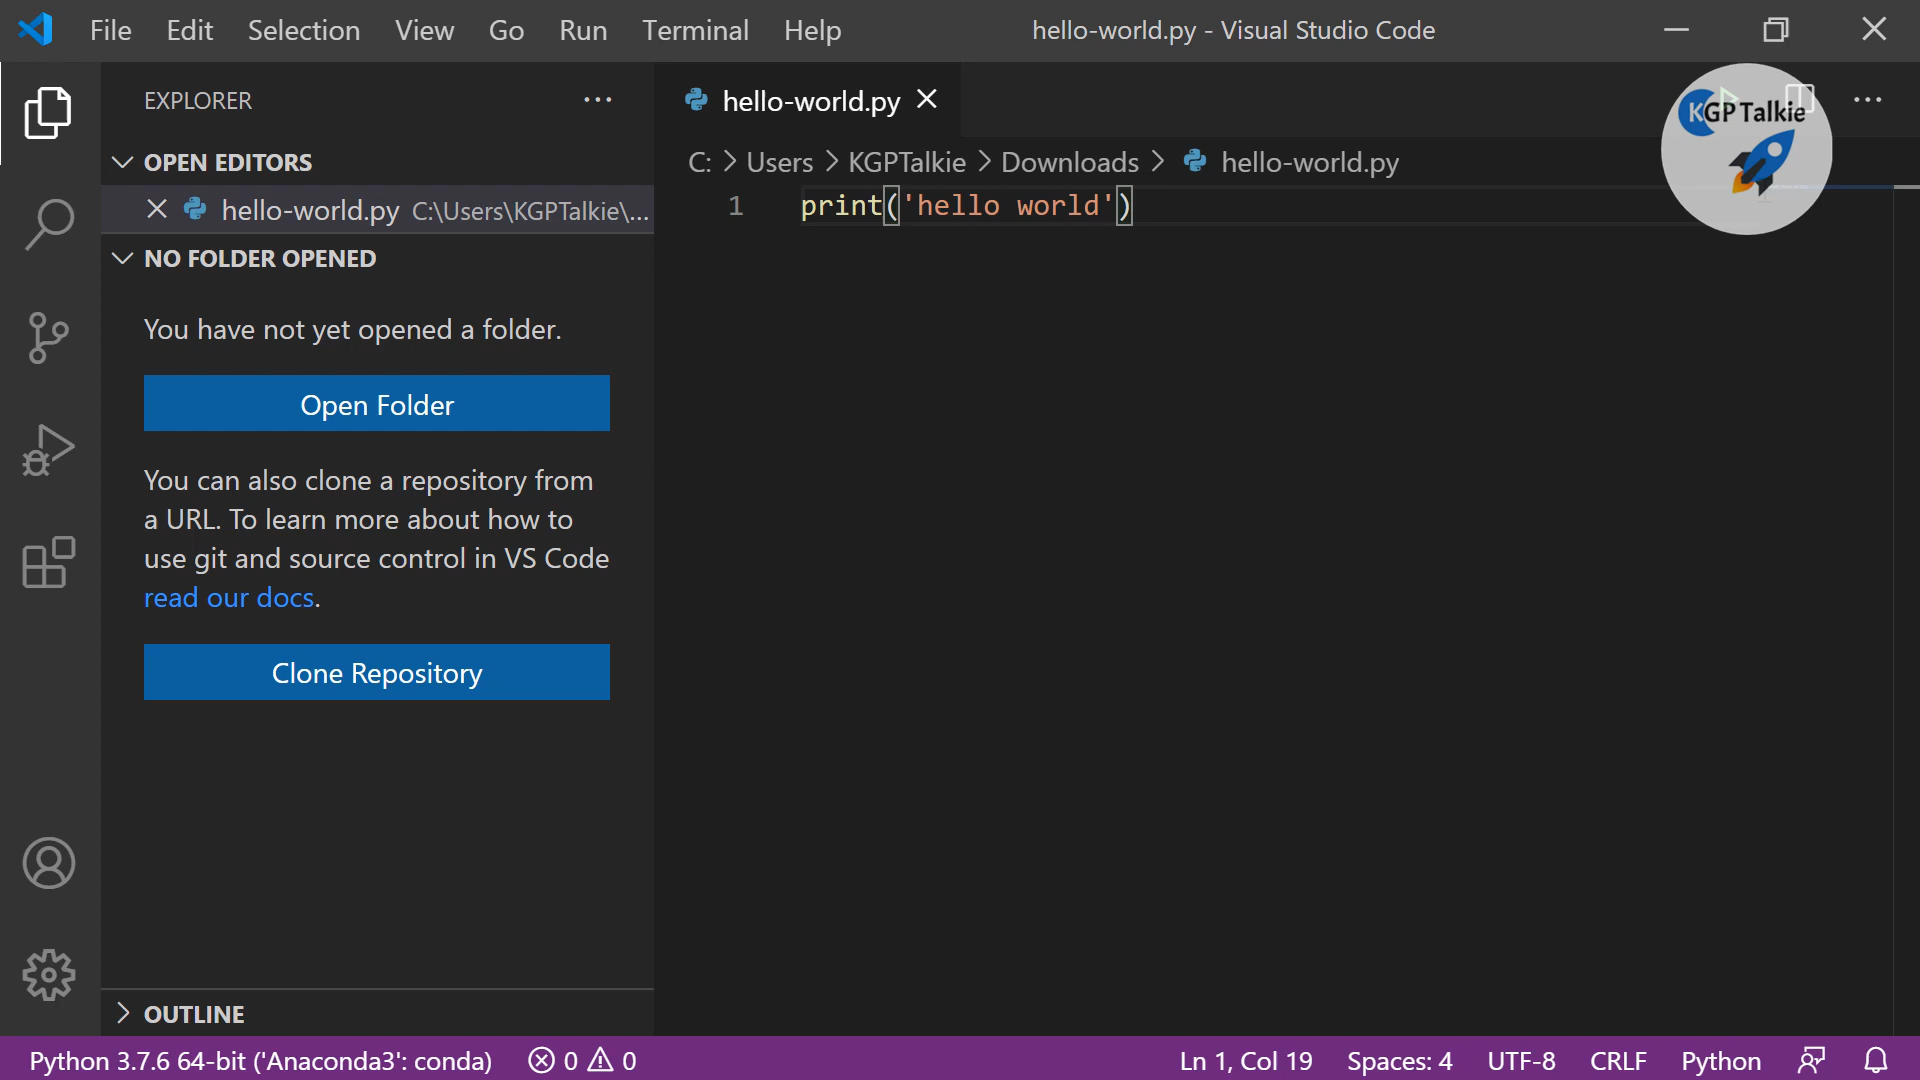 File Edit Selection View Go Run Terminal Help
hello-world.py - Visual Studio Code
EXPLORER
OPEN EDITORS
hello-world.py C:\Users\KGPTalkie\...
NO FOLDER OPENED
You have not yet opened a folder.
Open Folder
You can also clone a repository from
a URL. To learn more about how to
use git and source control in VS Code
read our docs.
Clone Repository
OUTLINE
hello-world.py
C: > Users > KGPTalkie > Downloads > hello-world.py
1 print('hello world')
KGP Talkie
Python 3.7.6 64-bit ('Anaconda3': conda) 0 0
Ln 1, Col 19 Spaces: 4 UTF-8 CRLF Python